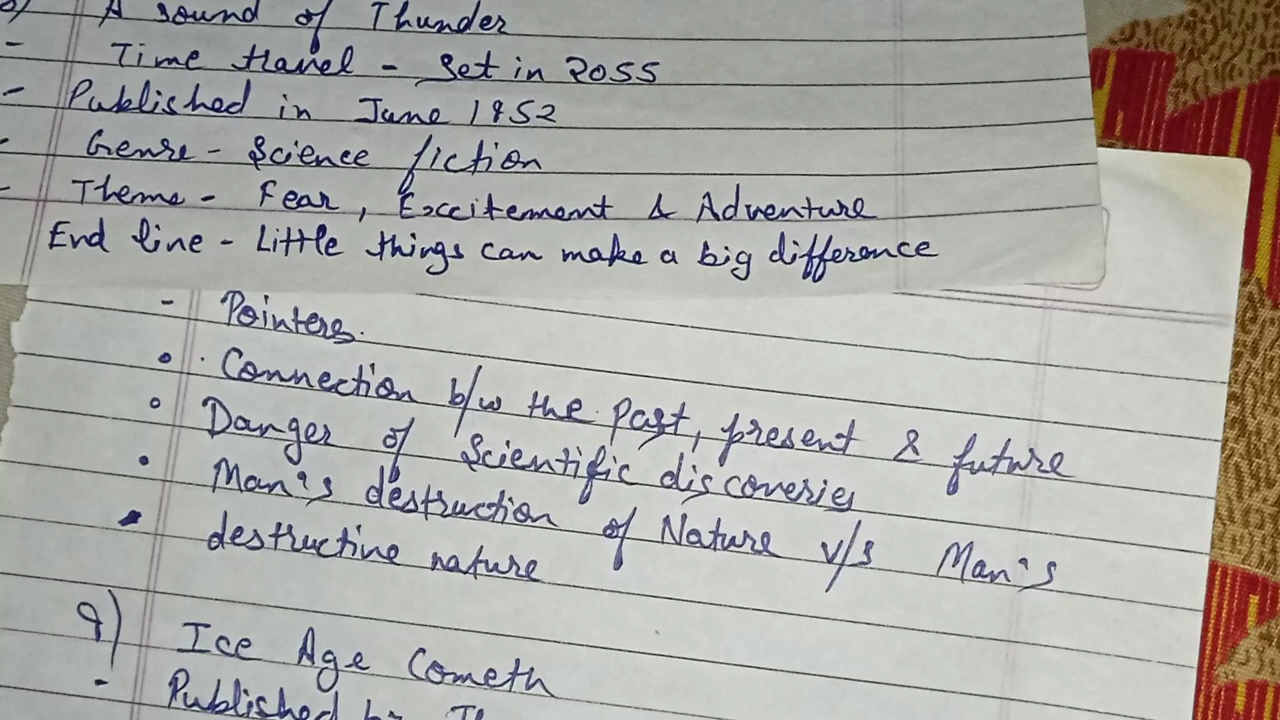 A sound of Thunder
- Time travel - Set in 2055
- Published in June 1952
- Genre - Science fiction
- Theme - Fear, Excitement & Adventure
End line - Little things can make a big difference
- Pointers.
• Connection b/w the past, present & future
• Danger of Scientific discoveries
• Man's destruction of Nature v/s Man's
destructive nature
9) Ice Age Cometh
- Published